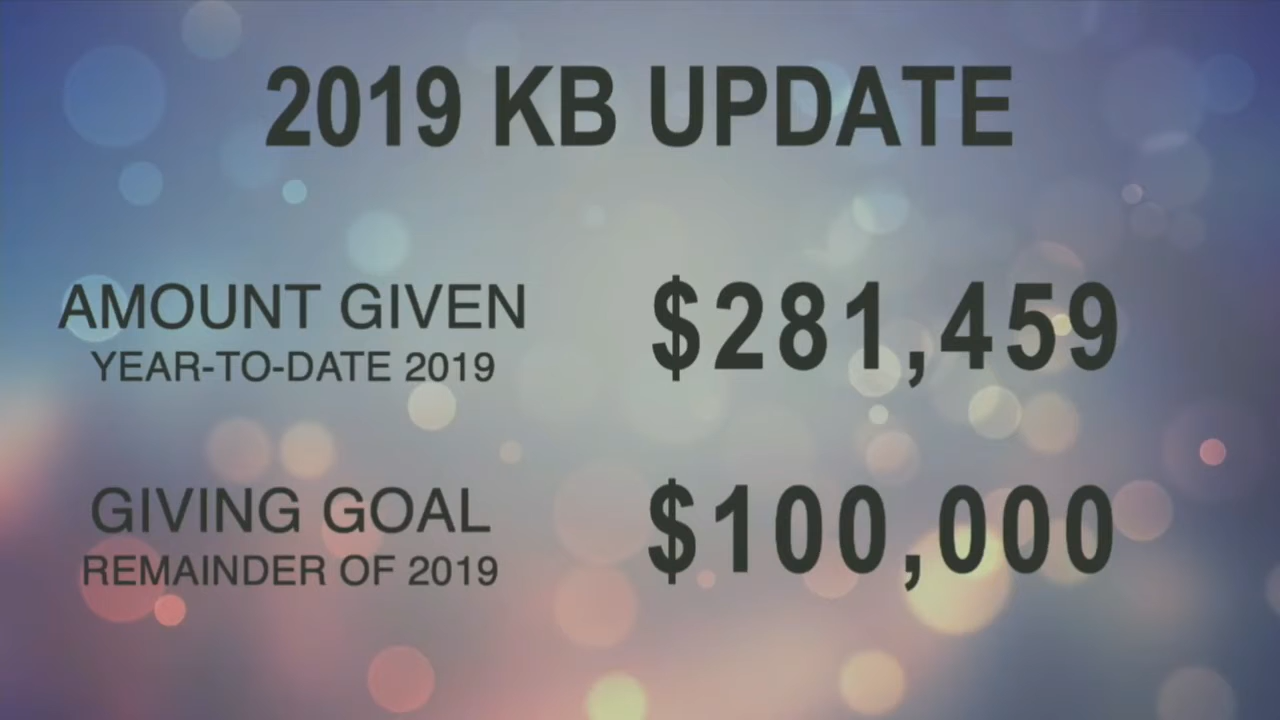 2019 KB UPDATE
AMOUNT GIVEN
YEAR-TO-DATE 2019
$281,459
GIVING GOAL
REMAINDER OF 2019
$100,000